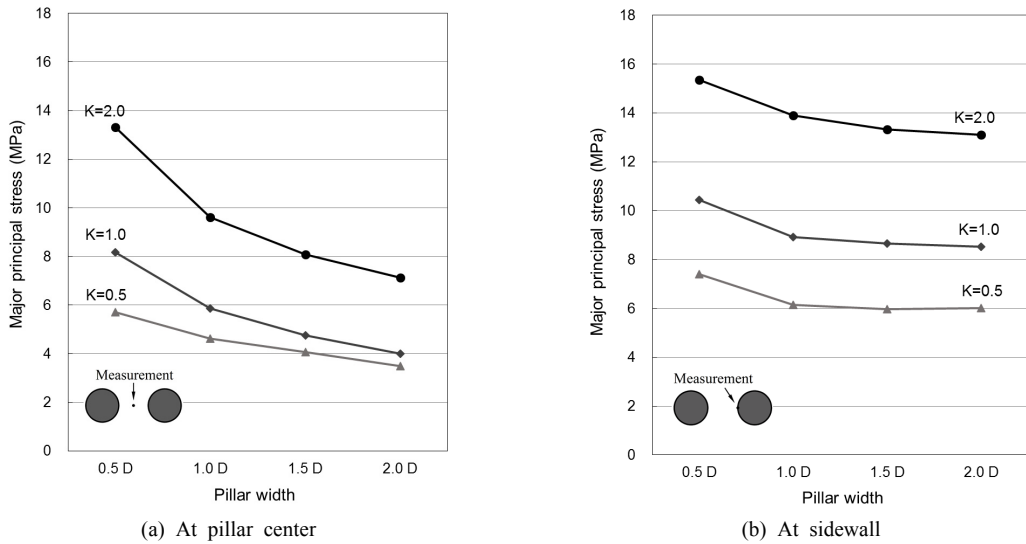 18
16
14
12
10
8
6
4
2
0
Major principal stress (MPa)
K=2.0
K=1.0
K=0.5
Measurement
0.5 D 1.0 D 1.5 D 2.0 D
Pillar width
(a) At pillar center
18
16
14
12
10
8
6
4
2
0
Major principal stress (MPa)
K=2.0
K=1.0
K=0.5
Measurement
0.5 D 1.0 D 1.5 D 2.0 D
Pillar width
(b) At sidewall